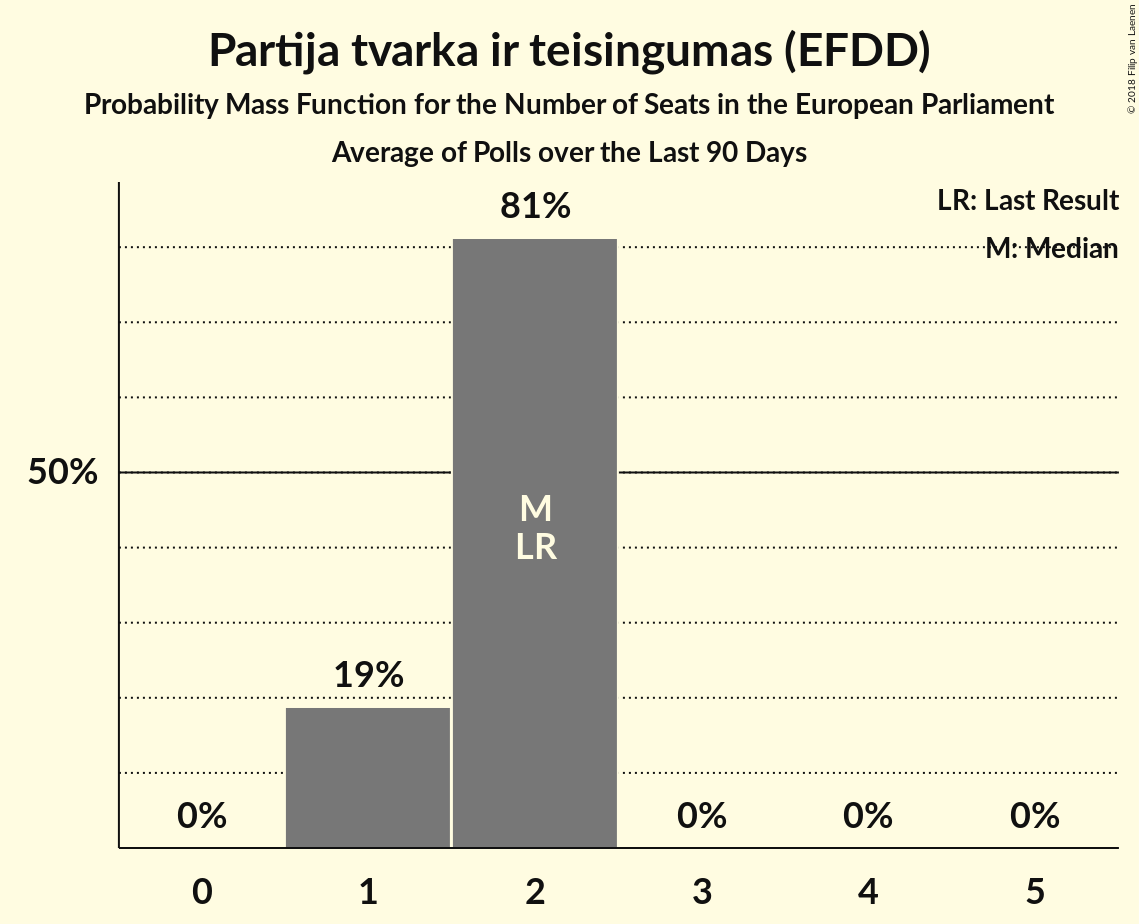 Partija tvarka ir teisingumas (EFDD)
Probability Mass Function for the Number of Seats in the European Parliament
Average of Polls over the Last 90 Days
© 2018 Filip van Laenen
LR: Last Result
M: Median
81%
50%
M
LR
19%
0%
0%
0%
0%
0
1
2
3
4
5